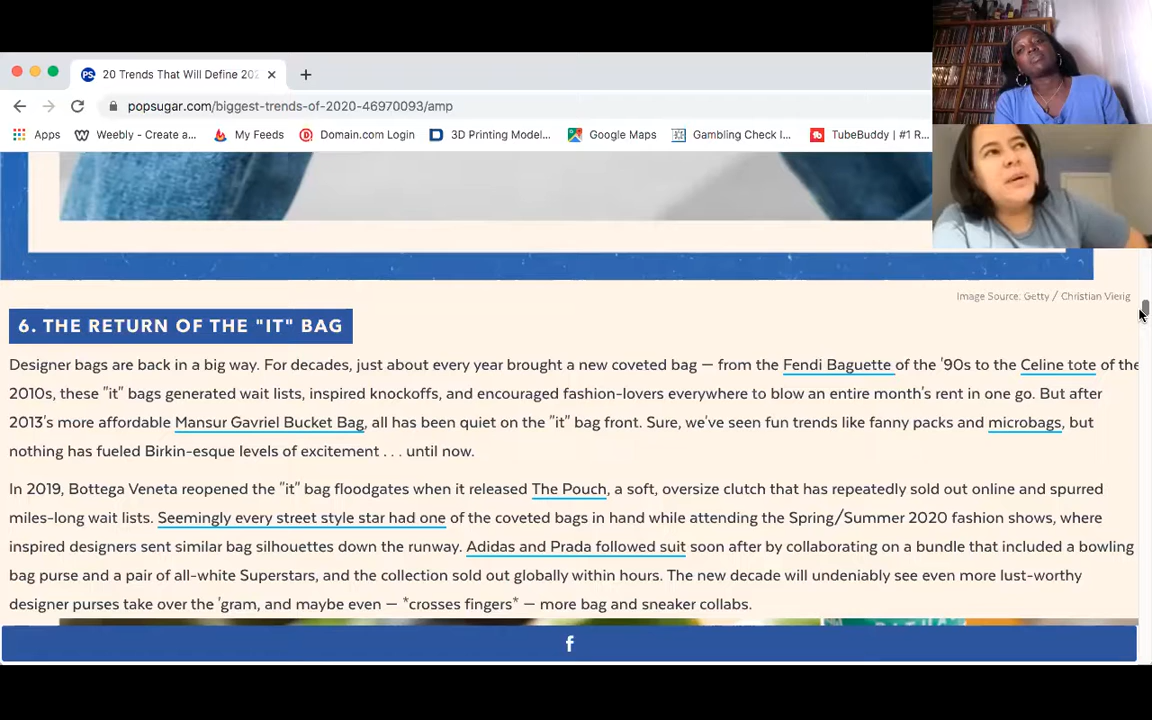 20 Trends That Will Define 202
popsugar.com/biggest-trends-of-2020-46970093/amp
Apps Weebly - Create a... My Feeds Domain.com Login 3D Printing Model... Google Maps Gambling Check I... TubeBuddy | #1 R...
Image Source: Getty / Christian Vierig
6. THE RETURN OF THE "IT" BAG
Designer bags are back in a big way. For decades, just about every year brought a new coveted bag — from the Fendi Baguette of the '90s to the Celine tote of the
2010s, these "it" bags generated wait lists, inspired knockoffs, and encouraged fashion-lovers everywhere to blow an entire month's rent in one go. But after
2013's more affordable Mansur Gavriel Bucket Bag, all has been quiet on the "it" bag front. Sure, we've seen fun trends like fanny packs and microbags, but
nothing has fueled Birkin-esque levels of excitement . . . until now.
In 2019, Bottega Veneta reopened the "it" bag floodgates when it released The Pouch, a soft, oversize clutch that has repeatedly sold out online and spurred
miles-long wait lists. Seemingly every street style star had one of the coveted bags in hand while attending the Spring/Summer 2020 fashion shows, where
inspired designers sent similar bag silhouettes down the runway. Adidas and Prada followed suit soon after by collaborating on a bundle that included a bowling
bag purse and a pair of all-white Superstars, and the collection sold out globally within hours. The new decade will undeniably see even more lust-worthy
designer purses take over the 'gram, and maybe even — *crosses fingers* — more bag and sneaker collabs.